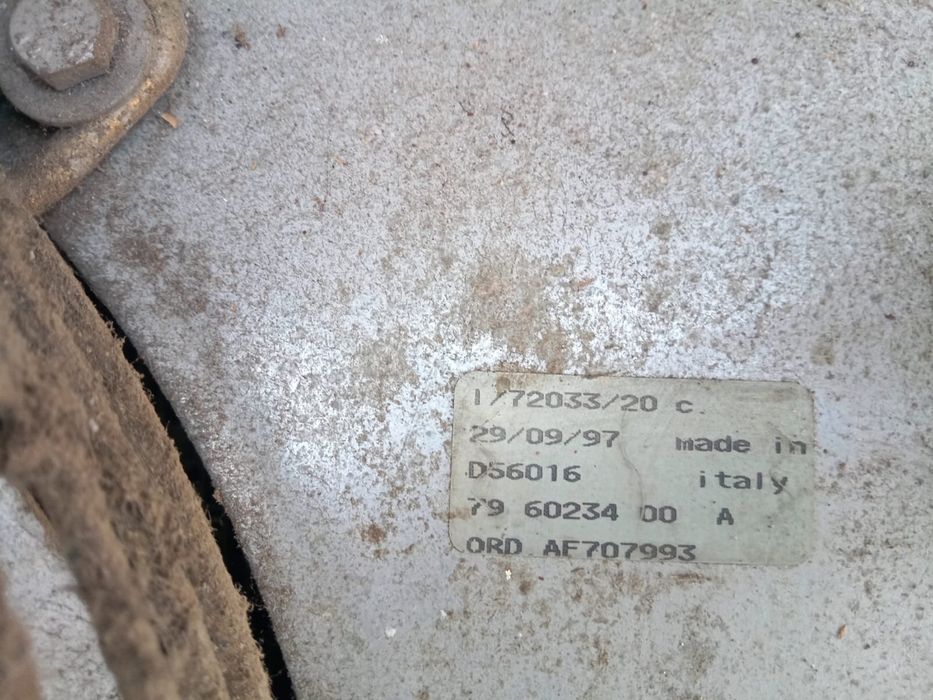 1/72033/20 c.
29/09/97 made in
D56016 italy
79 60234 00 A
ORD AF707993